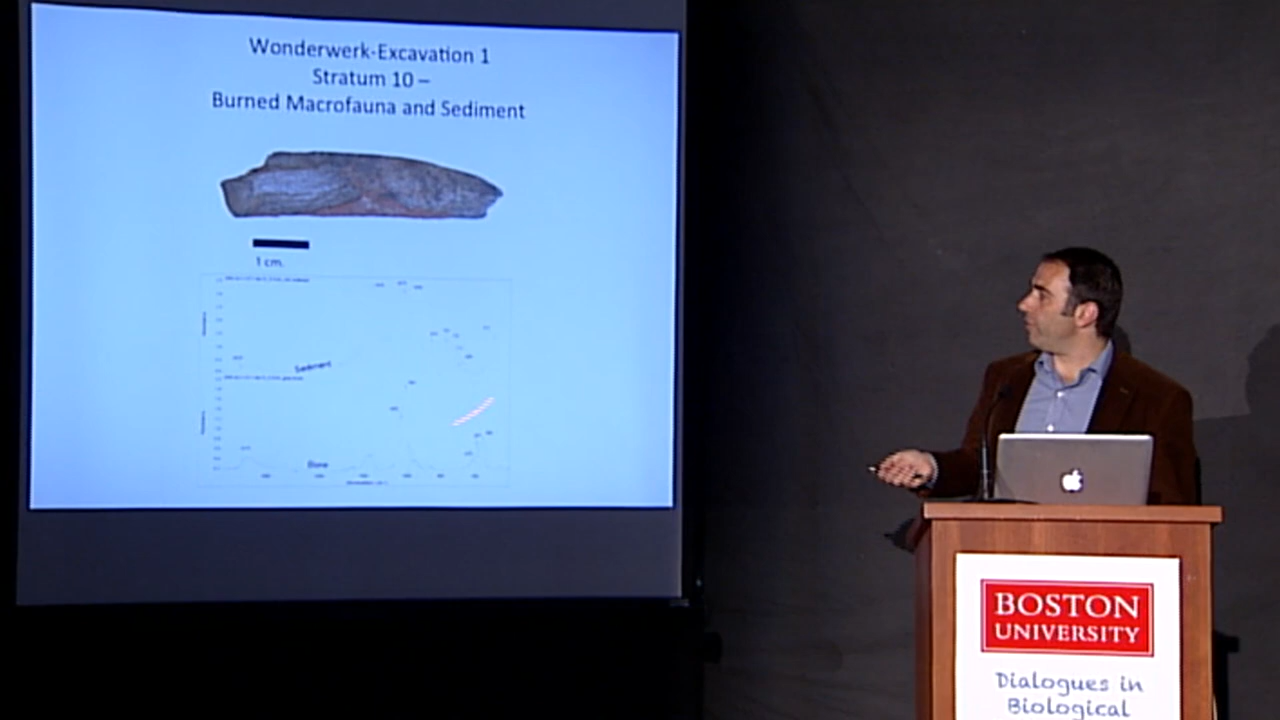 Wonderwerk-Excavation 1
Stratum 10 –
Burned Macrofauna and Sediment
1 cm.
Sediment
Bone
BOSTON
UNIVERSITY
Dialogues in
Biological